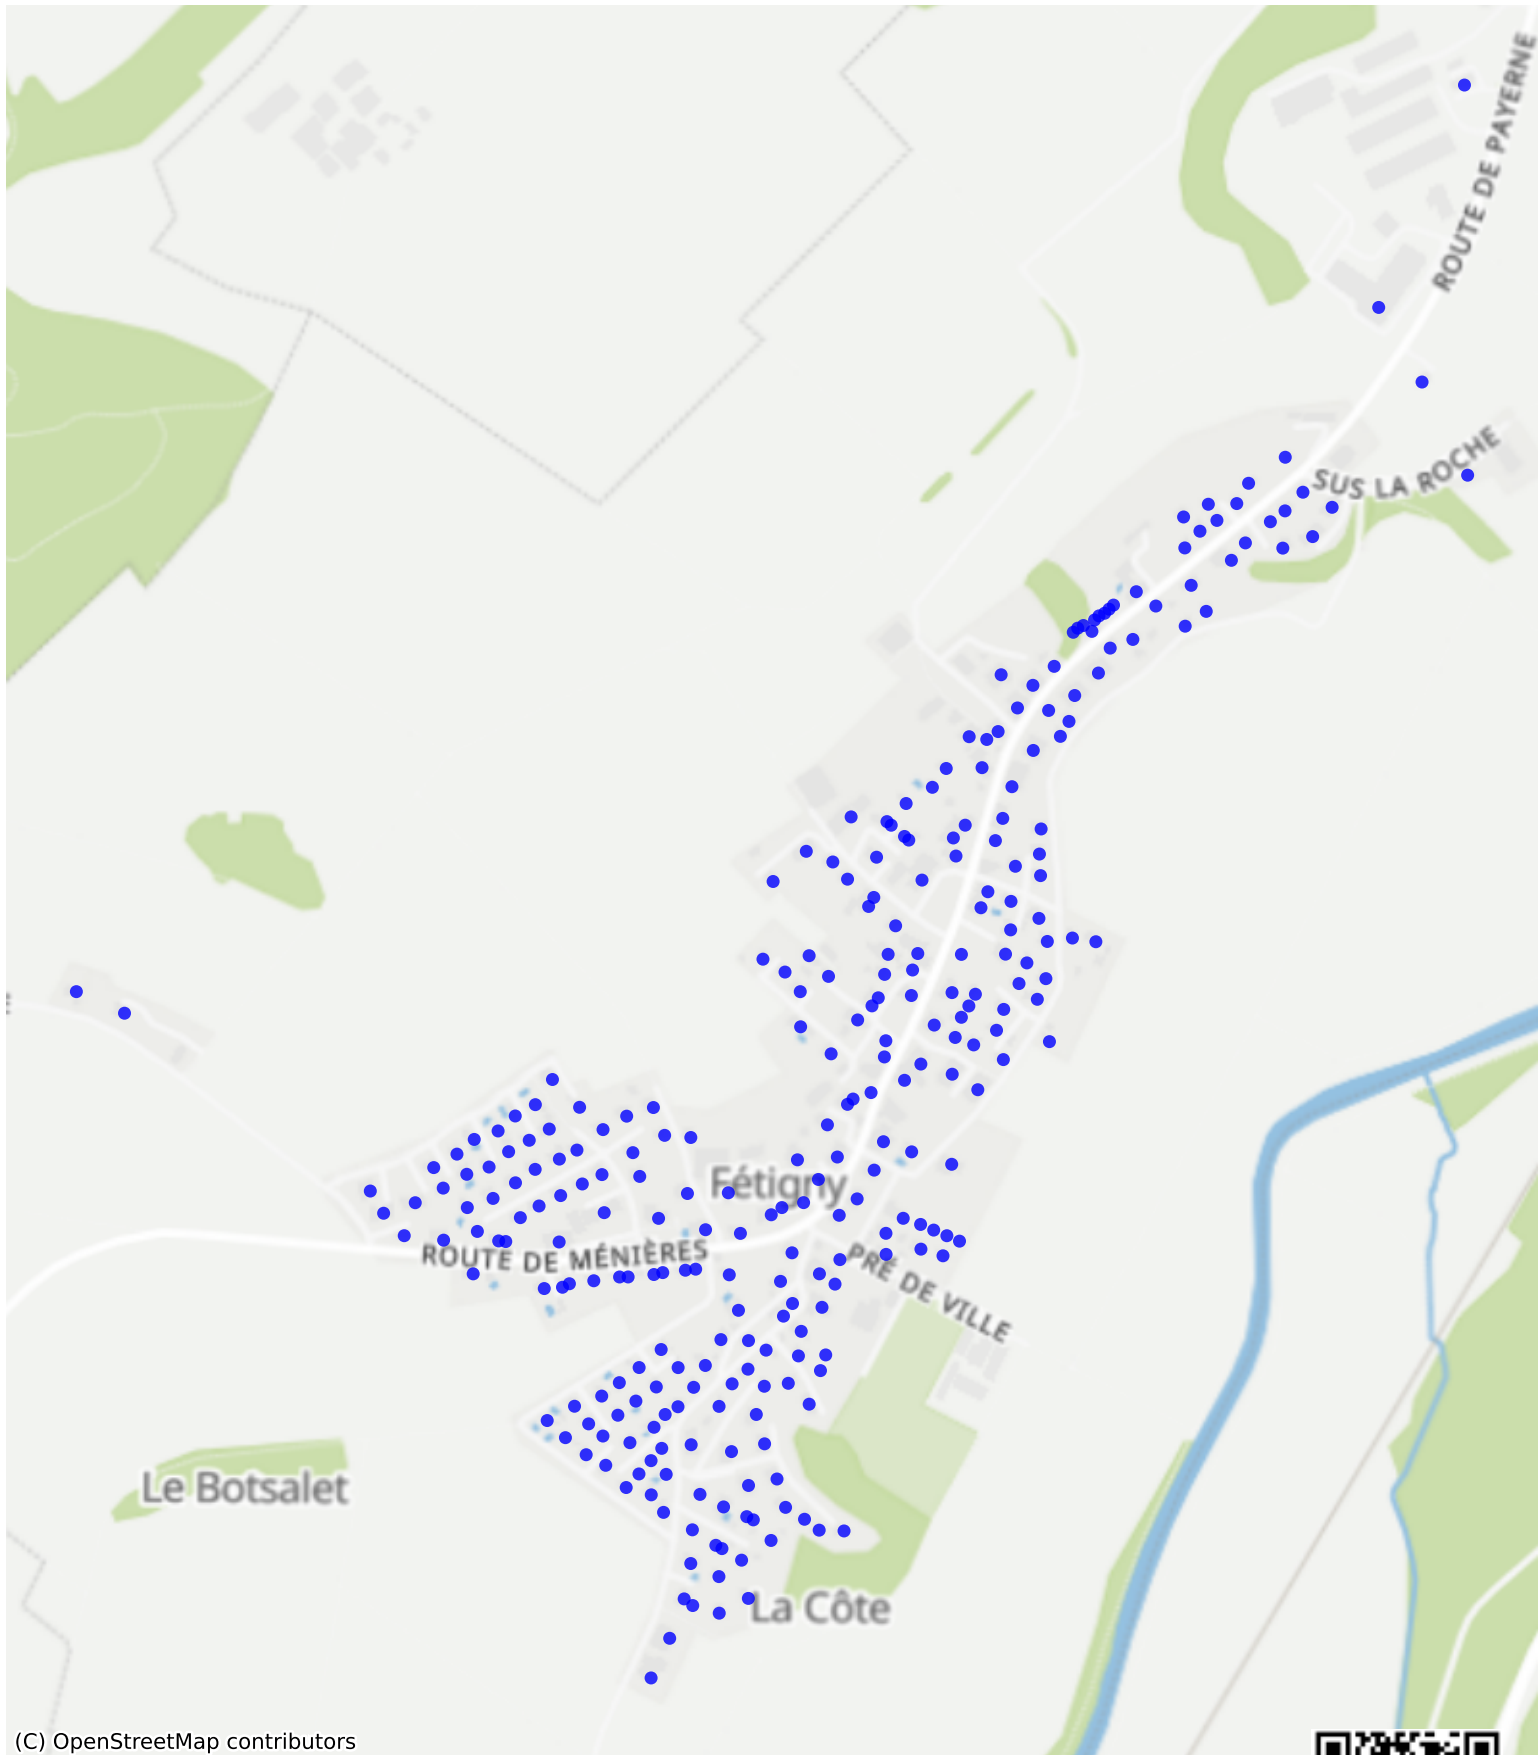 ROUTE DE PAYERNE
SUS LA ROCHE
Fétigny
ROUTE DE MÉNIÈRES
PRÉ DE VILLE
Le Botsalet
La Côte
(C) OpenStreetMap contributors